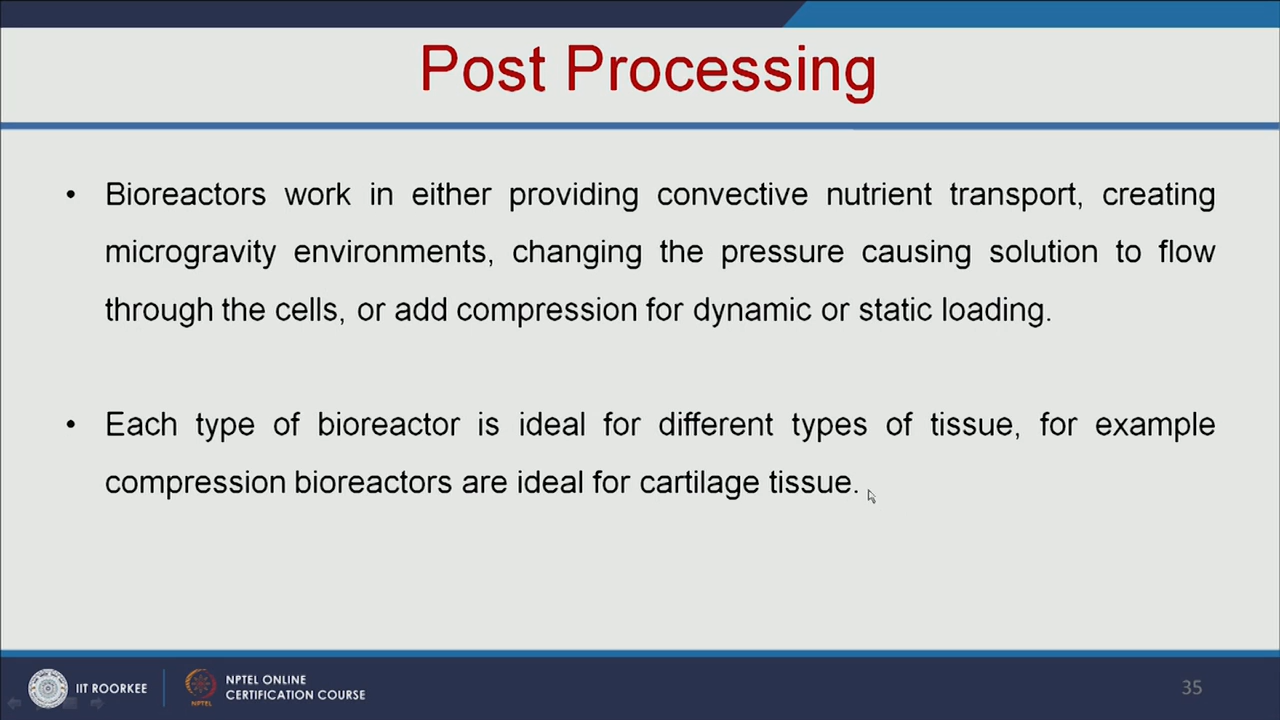 Post Processing
• Bioreactors work in either providing convective nutrient transport, creating
microgravity environments, changing the pressure causing solution to flow
through the cells, or add compression for dynamic or static loading.
• Each type of bioreactor is ideal for different types of tissue, for example
compression bioreactors are ideal for cartilage tissue.
IIT ROORKEE
NPTEL
NPTEL ONLINE
CERTIFICATION COURSE
35